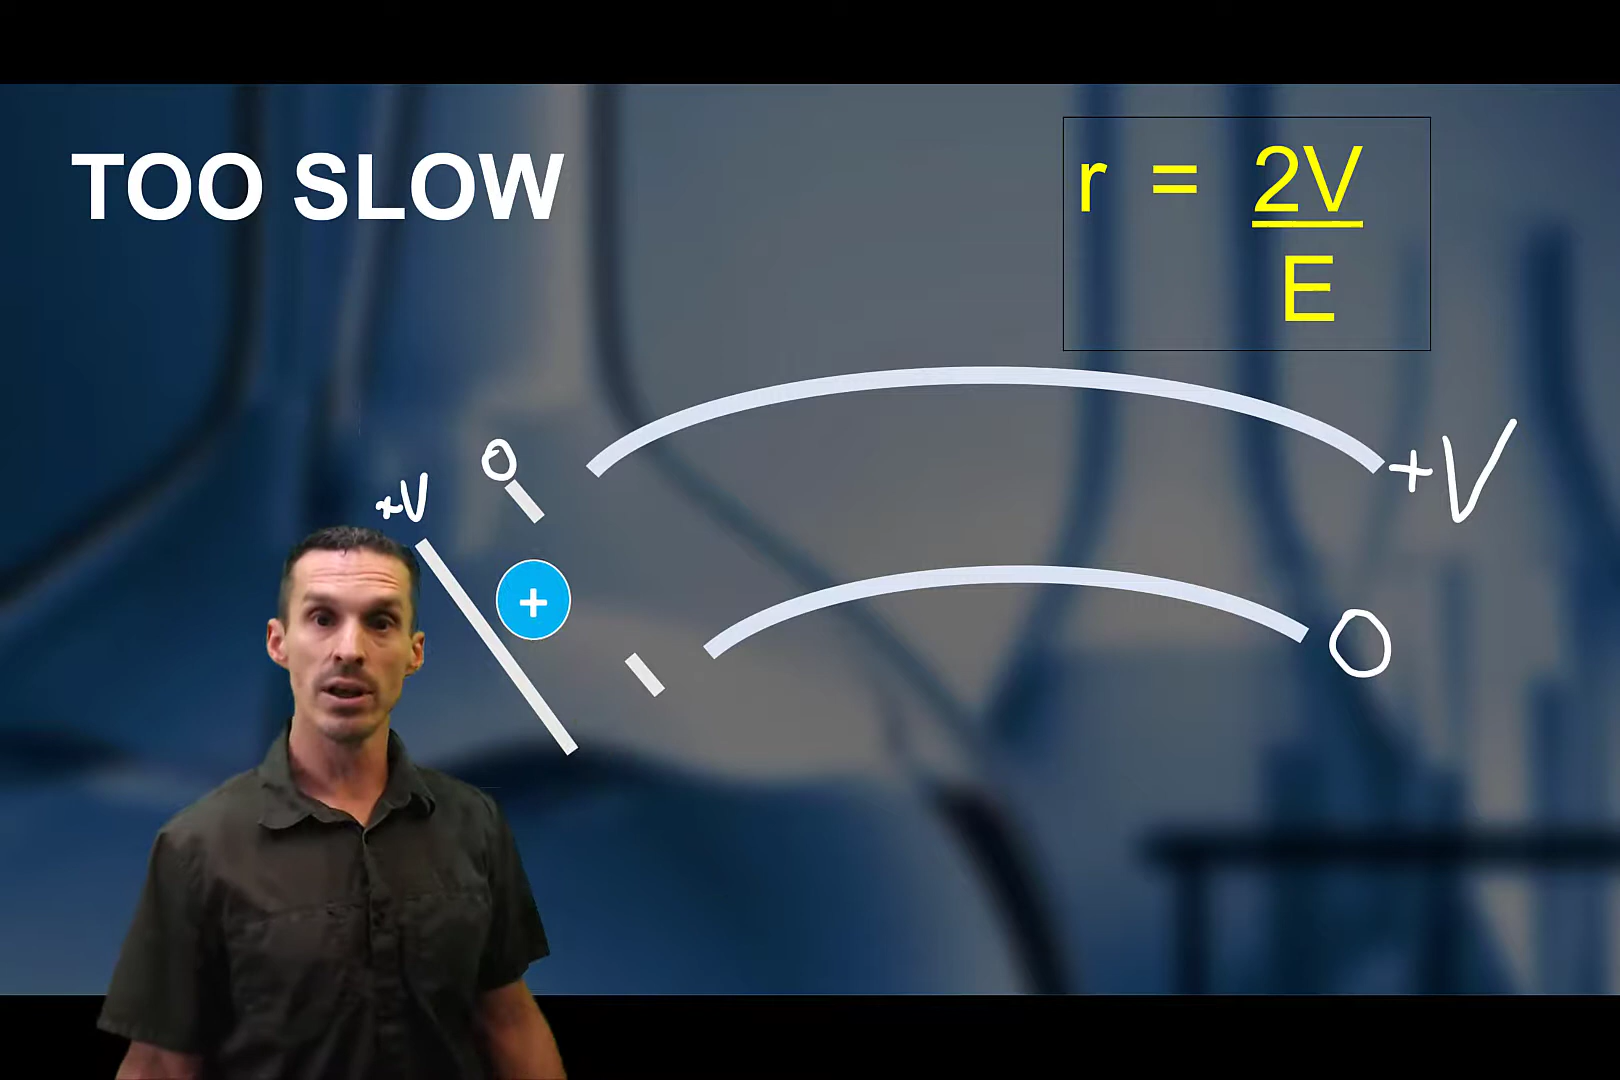 TOO SLOW
r = 2V
E
+V
0
+
+V
0